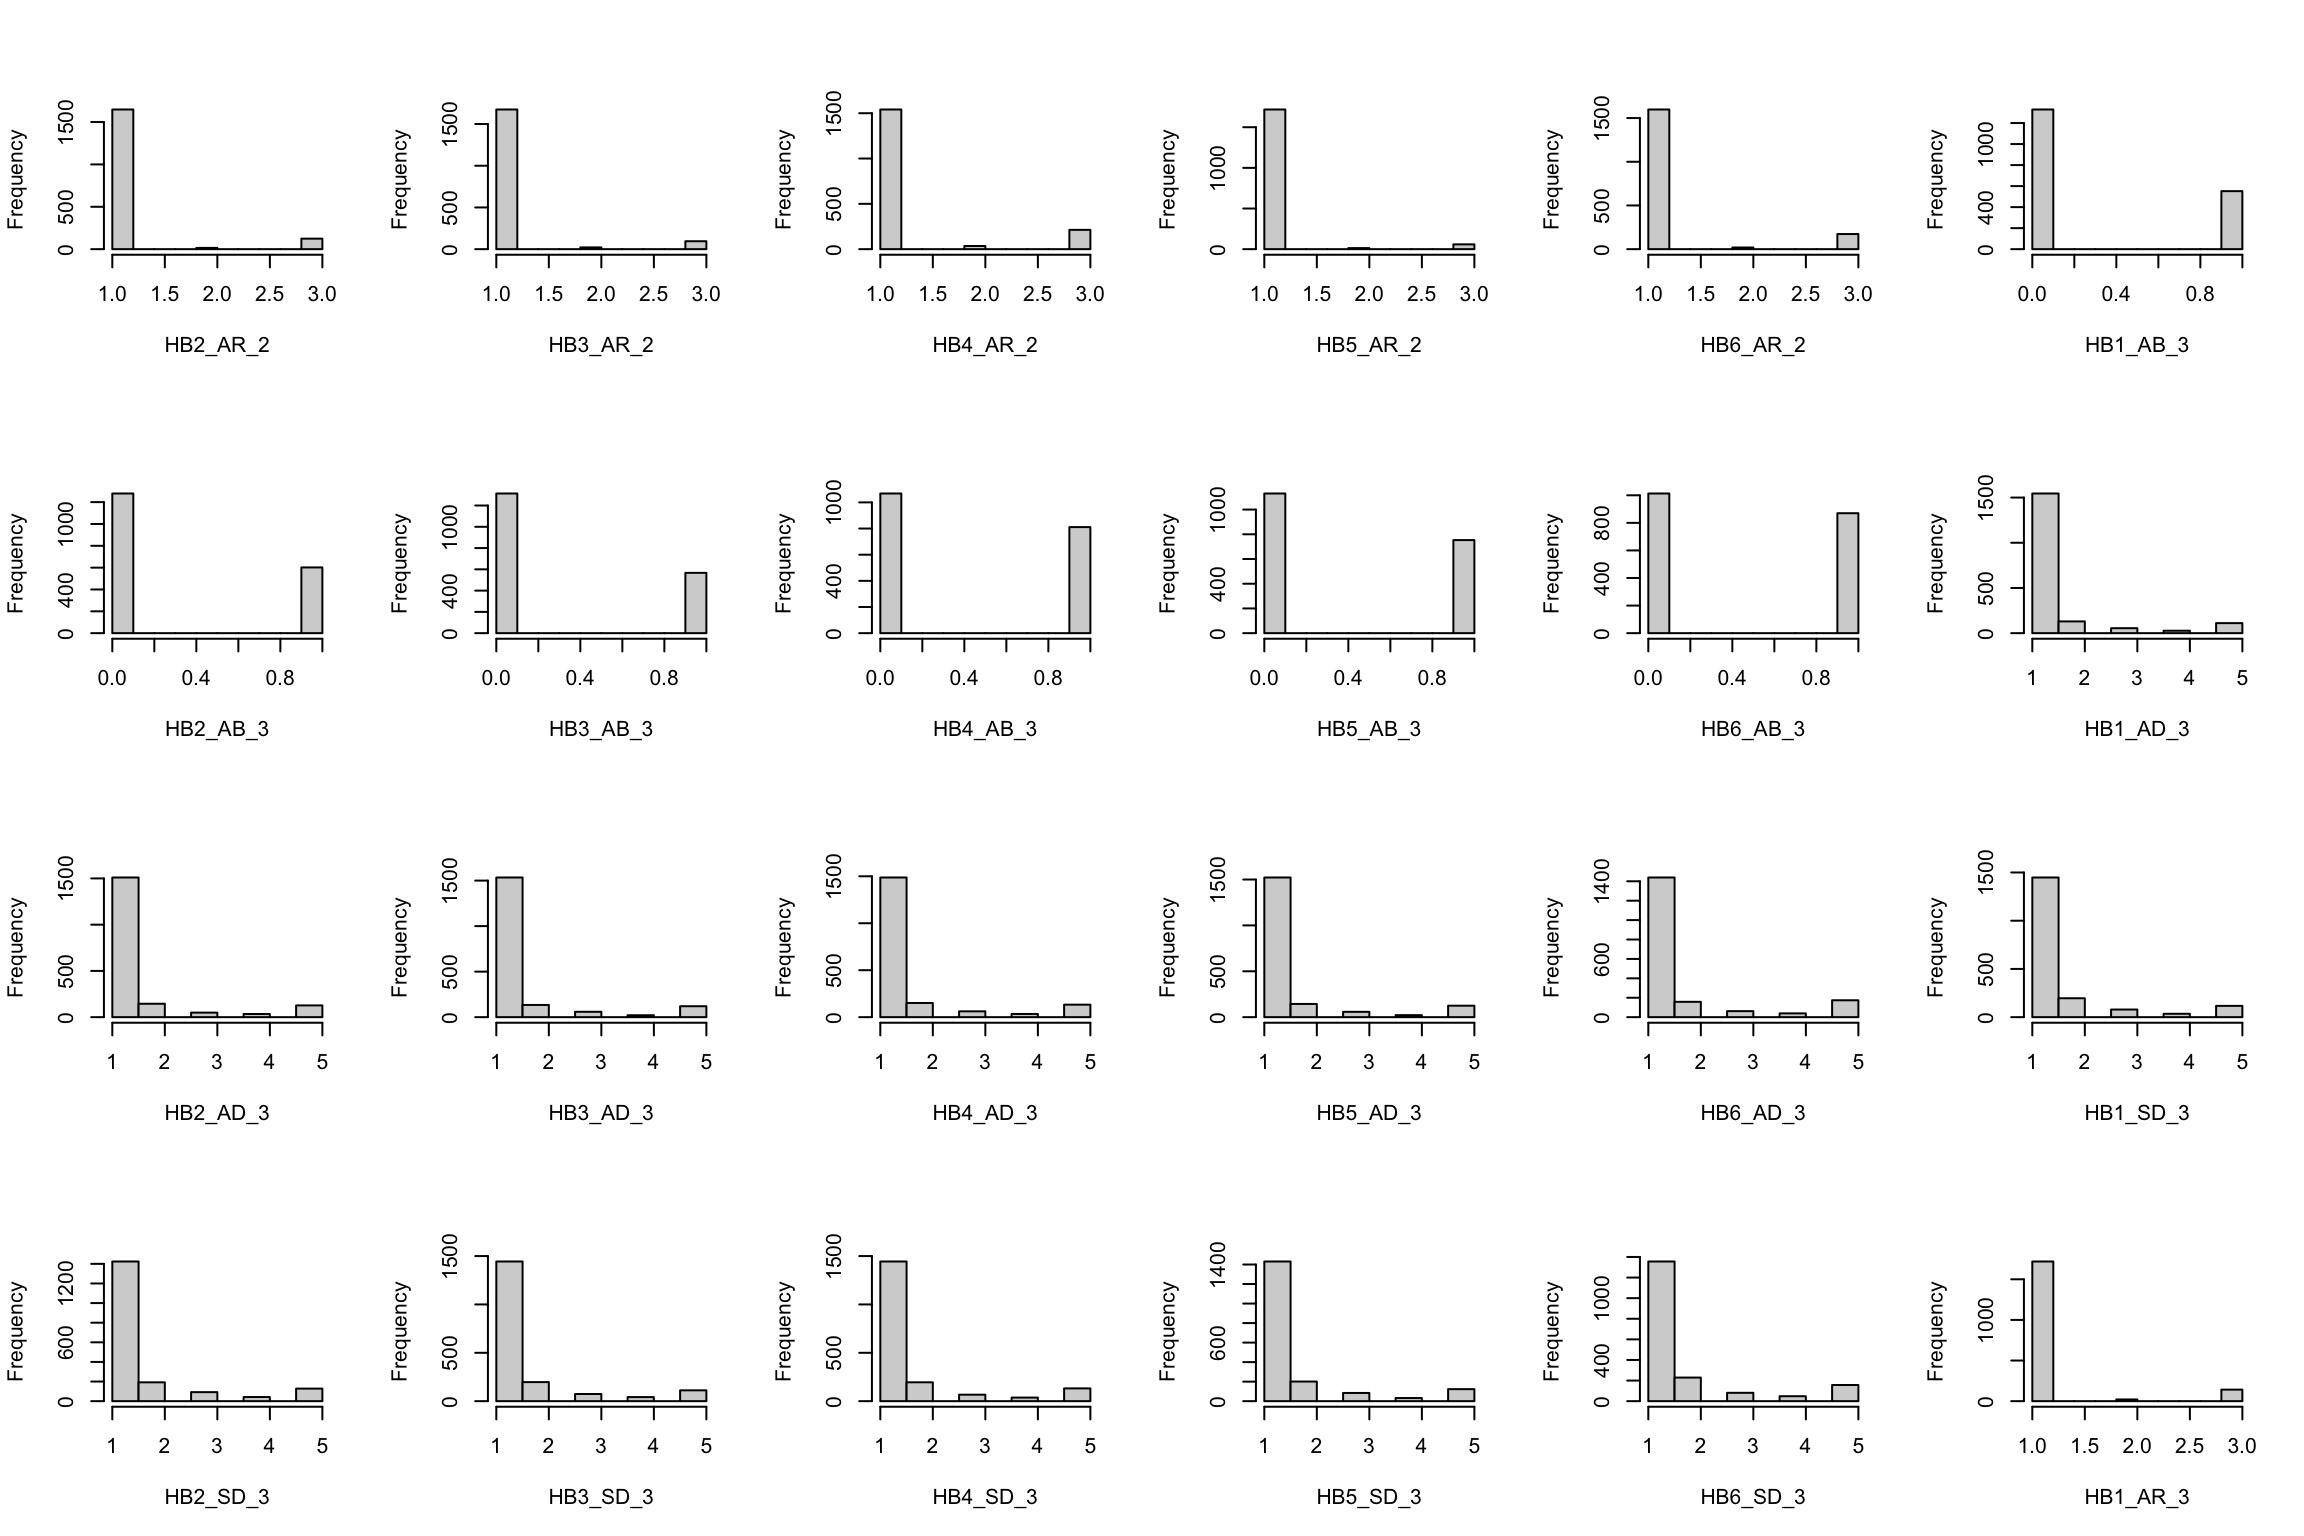 Frequency
0 500 1500
1.0 1.5 2.0 2.5 3.0
HB2_AR_2
Frequency
0 500 1500
1.0 1.5 2.0 2.5 3.0
HB3_AR_2
Frequency
0 500 1500
1.0 1.5 2.0 2.5 3.0
HB4_AR_2
Frequency
0 1000
1.0 1.5 2.0 2.5 3.0
HB5_AR_2
Frequency
0 500 1500
1.0 1.5 2.0 2.5 3.0
HB6_AR_2
Frequency
0 400 1000
0.0 0.4 0.8
HB1_AB_3
Frequency
0 400 1000
0.0 0.4 0.8
HB2_AB_3
Frequency
0 400 1000
0.0 0.4 0.8
HB3_AB_3
Frequency
0 400 1000
0.0 0.4 0.8
HB4_AB_3
Frequency
0 400 1000
0.0 0.4 0.8
HB5_AB_3
Frequency
0 400 800
0.0 0.4 0.8
HB6_AB_3
Frequency
0 500 1500
1 2 3 4 5
HB1_AD_3
Frequency
0 500 1500
1 2 3 4 5
HB2_AD_3
Frequency
0 500 1500
1 2 3 4 5
HB3_AD_3
Frequency
0 500 1500
1 2 3 4 5
HB4_AD_3
Frequency
0 500 1500
1 2 3 4 5
HB5_AD_3
Frequency
0 600 1400
1 2 3 4 5
HB6_AD_3
Frequency
0 500 1500
1 2 3 4 5
HB1_SD_3
Frequency
0 600 1200
1 2 3 4 5
HB2_SD_3
Frequency
0 500 1500
1 2 3 4 5
HB3_SD_3
Frequency
0 500 1500
1 2 3 4 5
HB4_SD_3
Frequency
0 600 1400
1 2 3 4 5
HB5_SD_3
Frequency
0 400 1000
1 2 3 4 5
HB6_SD_3
Frequency
0 1000
1.0 1.5 2.0 2.5 3.0
HB1_AR_3